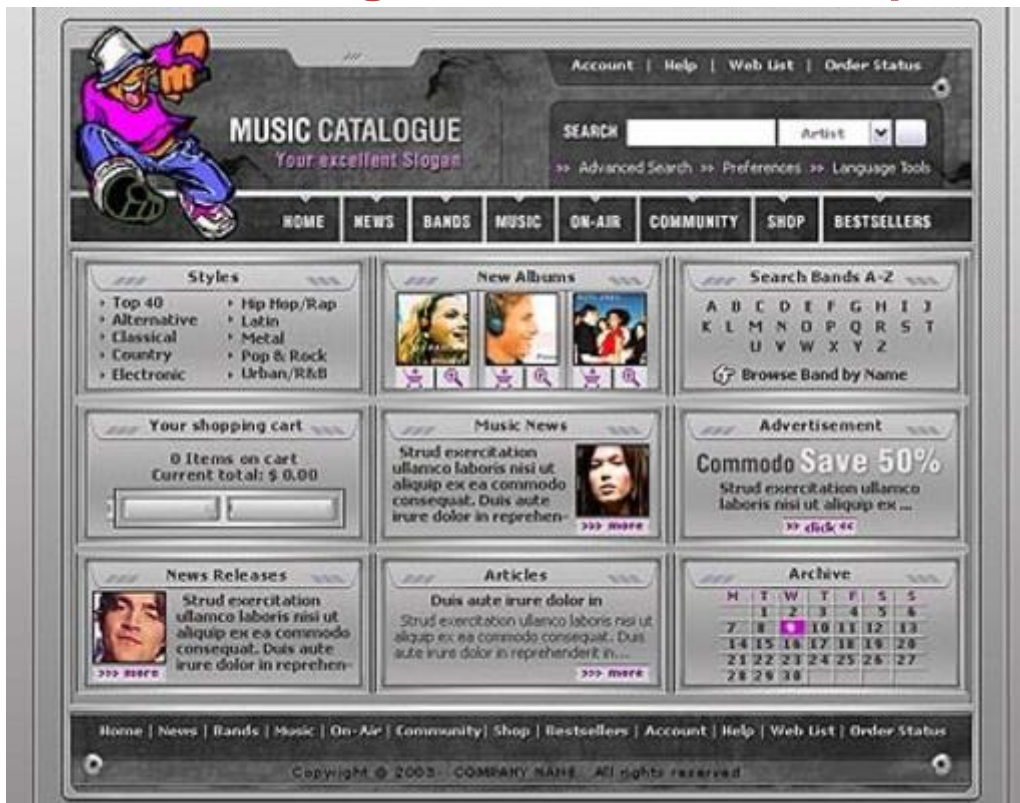 Account | Help | Web List | Order Status
MUSIC CATALOGUE
Your excellent Slogan
SEARCH Artist
>> Advanced Search >> Preferences >> Language Tools
HOME NEWS BANDS MUSIC ON-AIR COMMUNITY SHOP BESTSELLERS
Styles
Top 40
Alternative
Classical
Country
Electronic
Hip Hop/Rap
Latin
Metal
Pop & Rock
Urban/R&B
New Albums
Search Bands A-Z
A B C D E F G H I J
K L M N O P Q R S T
U V W X Y Z
Browse Band by Name
Your shopping cart
0 Items on cart
Current total: $ 0.00
Music News
Strud exercitation
ullamco laboris nisi ut
aliquip ex ea commodo
consequat. Duis aute
irure dolor in reprehen-
>>> more
Advertisement
Commodo Save 50%
Strud exercitation ullamco
laboris nisi ut aliquip ex ...
>> click <<
News Releases
Strud exercitation
ullamco laboris nisi ut
aliquip ex ea commodo
consequat. Duis aute
irure dolor in reprehen-
>>> more
Articles
Duis aute irure dolor in
Strud exercitation ullamco laboris nisi ut
aliquip ex ea commodo consequat. Duis
aute irure dolor in reprehenderit in...
>>> more
Archive
M T W T F S S
1 2 3 4 5 6
7 8 9 10 11 12 13
14 15 16 17 18 19 20
21 22 23 24 25 26 27
28 29 30
Home | News | Bands | Music | On-Air | Community | Shop | Bestsellers | Account | Help | Web List | Order Status
Copyright © 2003 COMPANY NAME. All rights reserved